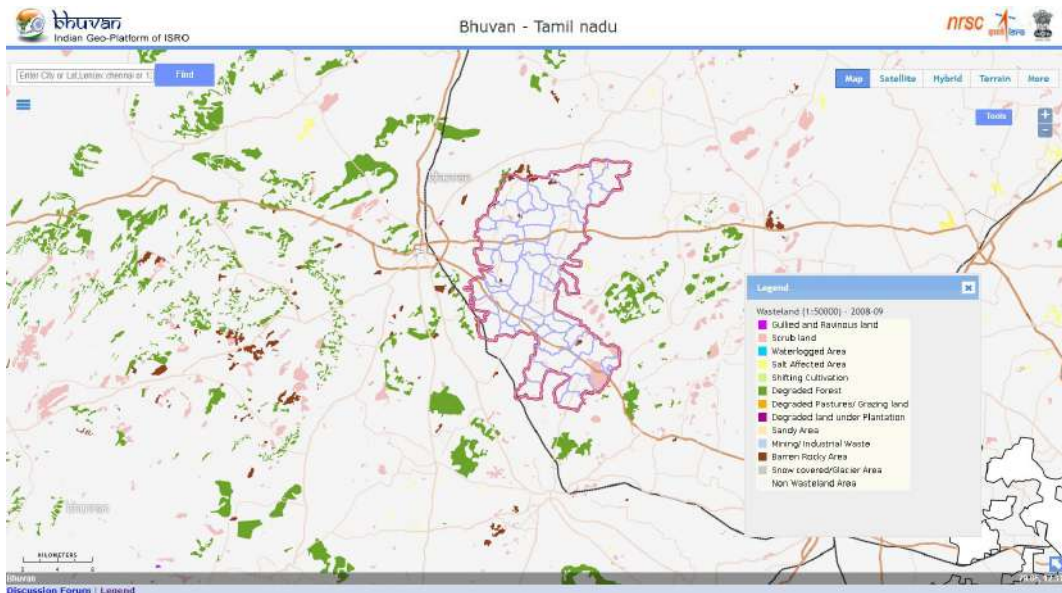 bhuvan
Indian Geo-Platform of ISRO
Bhuvan - Tamil nadu
nrsc
Find
Map Satellite Hybrid Terrain More
Tools
bhuvan
Legend
Wasteland (1:50000) - 2008-09
Gullied and Ravinous land
Scrub land
Waterlogged Area
Salt Affected Area
Shifting Cultivation
Degraded Forest
Degraded Pastures/ Grazing land
Degraded land under Plantation
Sandy Area
Mining/ Industrial Waste
Barren Rocky Area
Snow covered/Glacier Area
Non Wasteland Area
bhuvan
KILOMETERS
Bhuvan
Discussion Forum | Legend